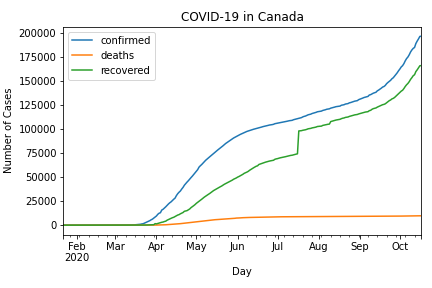 COVID-19 in Canada
200000
175000
150000
125000
100000
75000
50000
25000
0
Number of Cases
confirmed
deaths
recovered
Feb Mar Apr May Jun Jul Aug Sep Oct
2020
Day